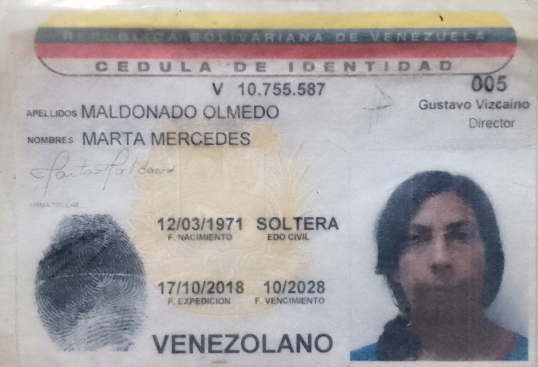 REPUBLICA BOLIVARIANA DE VENEZUELA
CEDULA DE IDENTIDAD
V 10.755.587
005
Gustavo Vizcaino
Director
APELLIDOS MALDONADO OLMEDO
NOMBRES MARTA MERCEDES
FIRMA TITULAR
12/03/1971 SOLTERA
F. NACIMIENTO EDO CIVIL
17/10/2018 10/2028
F. EXPEDICION F. VENCIMIENTO
VENEZOLANO